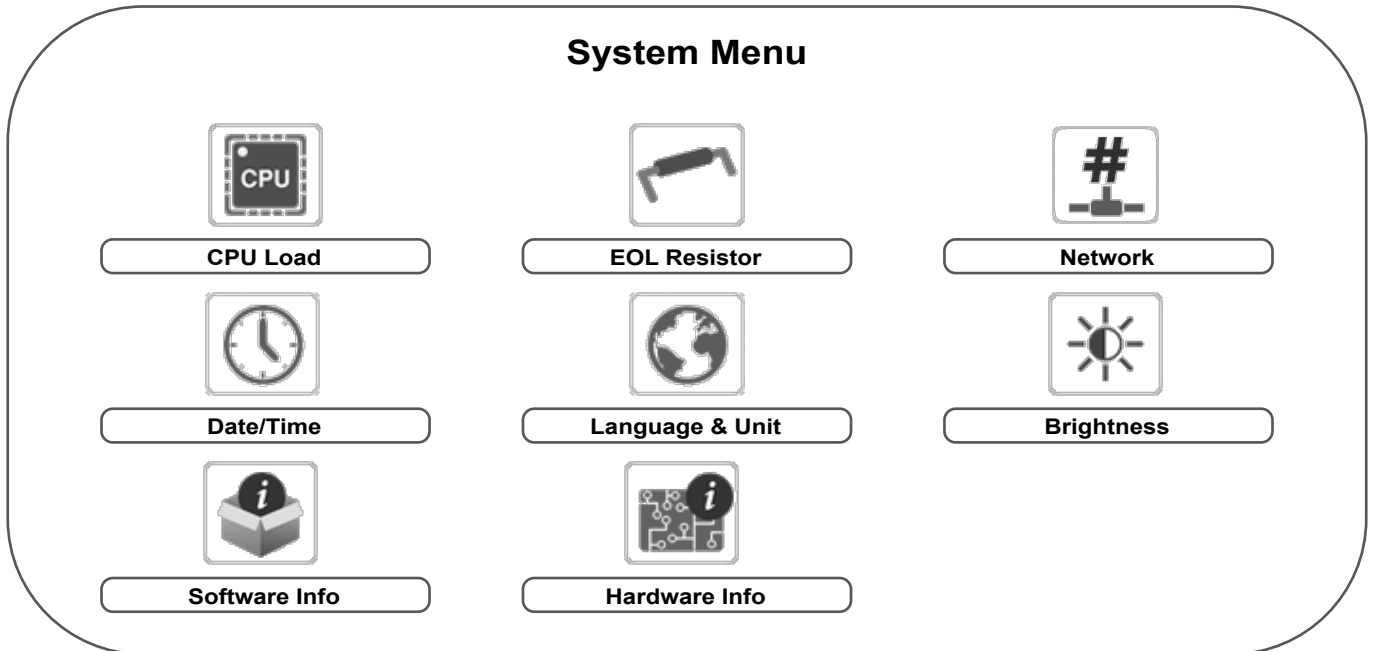 System Menu
CPU
#
CPU Load
EOL Resistor
Network
Date/Time
Language & Unit
Brightness
i
i
Software Info
Hardware Info